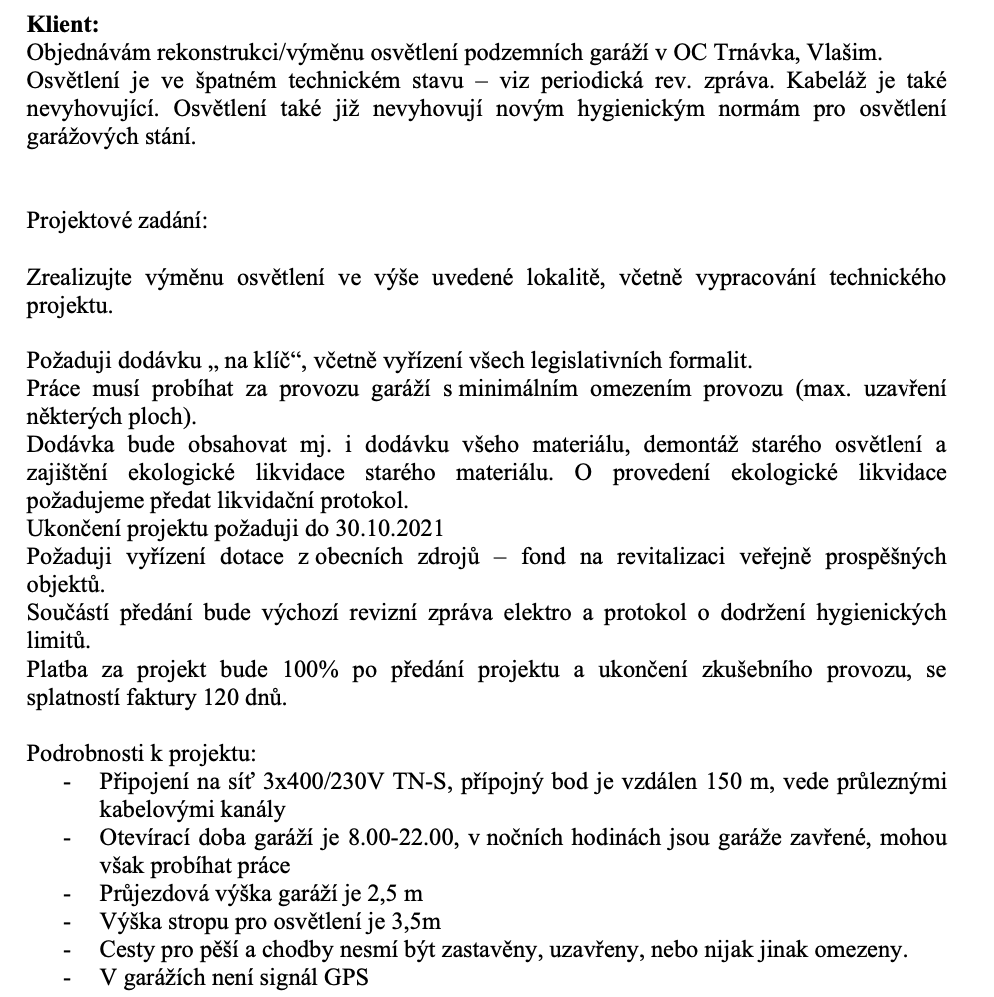 Klient:
Objednávám rekonstrukci/výměnu osvětlení podzemních garáží v OC Trnávka, Vlašim.
Osvětlení je ve špatném technickém stavu – viz periodická rev. zpráva. Kabeláž je také
nevyhovující. Osvětlení také již nevyhovují novým hygienickým normám pro osvětlení
garážových stání.
Projektové zadání:
Zrealizujte výměnu osvětlení ve výše uvedené lokalitě, včetně vypracování technického
projektu.
Požaduji dodávku „ na klíč“, včetně vyřízení všech legislativních formalit.
Práce musí probíhat za provozu garáží s minimálním omezením provozu (max. uzavření
některých ploch).
Dodávka bude obsahovat mj. i dodávku všeho materiálu, demontáž starého osvětlení a
zajištění ekologické likvidace starého materiálu. O provedení ekologické likvidace
požadujeme předat likvidační protokol.
Ukončení projektu požaduji do 30.10.2021
Požaduji vyřízení dotace z obecních zdrojů – fond na revitalizaci veřejně prospěšných
objektů.
Součástí předání bude výchozí revizní zpráva elektro a protokol o dodržení hygienických
limitů.
Platba za projekt bude 100% po předání projektu a ukončení zkušebního provozu, se
splatností faktury 120 dnů.
Podrobnosti k projektu:
- Připojení na síť 3x400/230V TN-S, přípojný bod je vzdálen 150 m, vede průleznými
kabelovými kanály
- Otevírací doba garáží je 8.00-22.00, v nočních hodinách jsou garáže zavřené, mohou
však probíhat práce
- Průjezdová výška garáží je 2,5 m
- Výška stropu pro osvětlení je 3,5m
- Cesty pro pěší a chodby nesmí být zastavěny, uzavřeny, nebo nijak jinak omezeny.
- V garážích není signál GPS